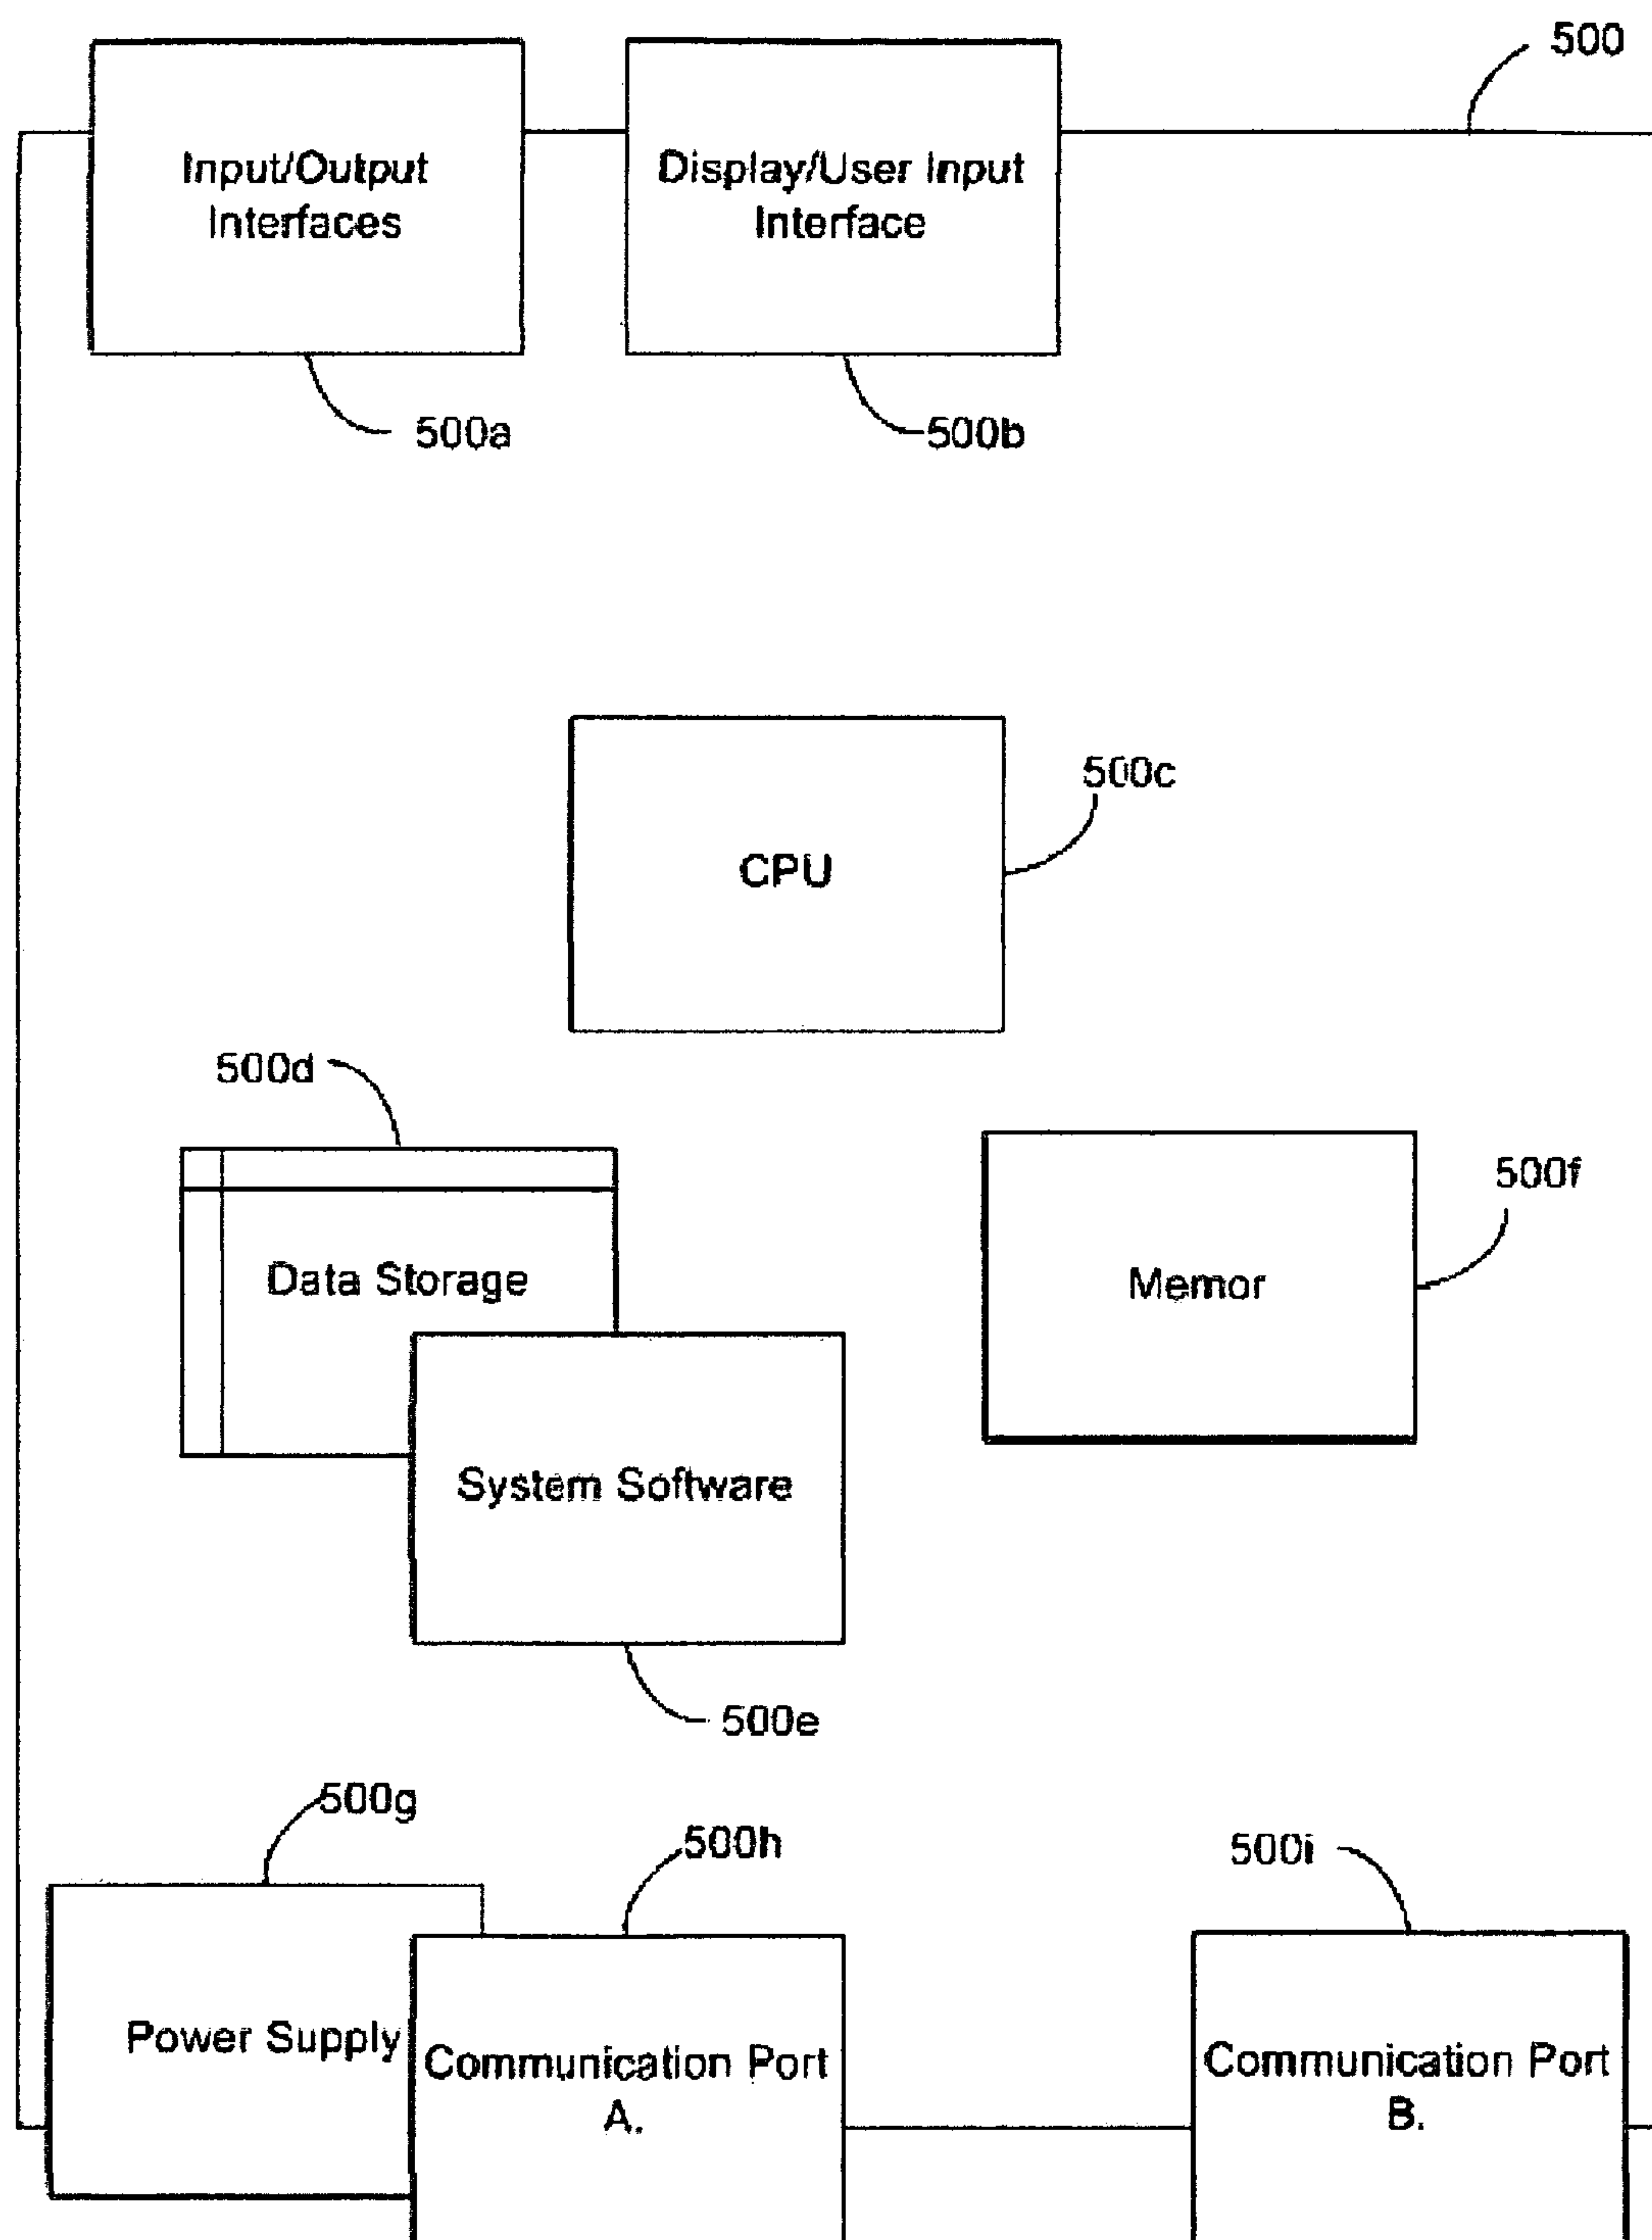 500
Input/Output
Interfaces
Display/User Input
Interface
500a
500b
500c
CPU
500d
500f
Data Storage
Memor
System Software
500e
500g
500h
500i
Power Supply
Communication Port
A.
Communication Port
B.